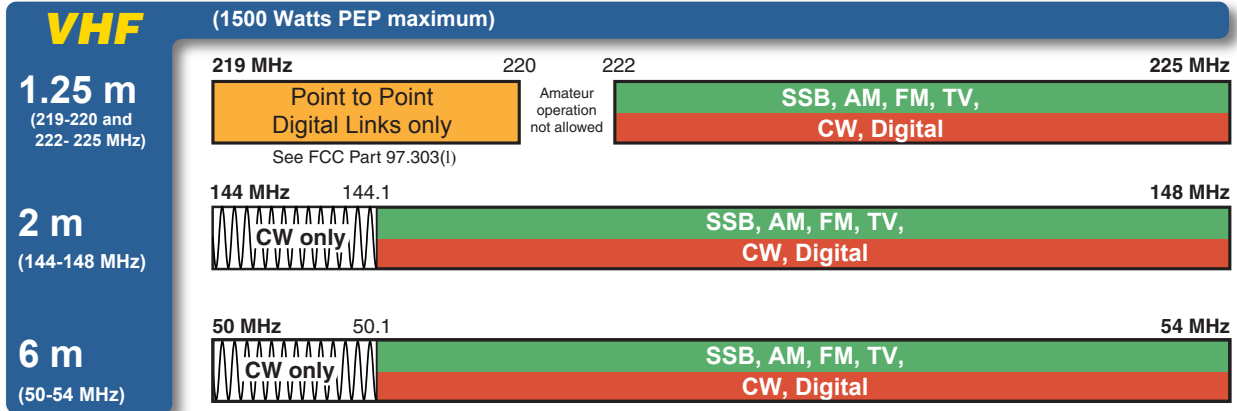 VHF
(1500 Watts PEP maximum)
1.25 m
(219-220 and
222- 225 MHz)
219 MHz 220 222 225 MHz
Point to Point
Digital Links only
Amateur
operation
not allowed
SSB, AM, FM, TV,
CW, Digital
See FCC Part 97.303(l)
2 m
(144-148 MHz)
144 MHz 144.1 148 MHz
CW only
SSB, AM, FM, TV,
CW, Digital
6 m
(50-54 MHz)
50 MHz 50.1 54 MHz
CW only
SSB, AM, FM, TV,
CW, Digital